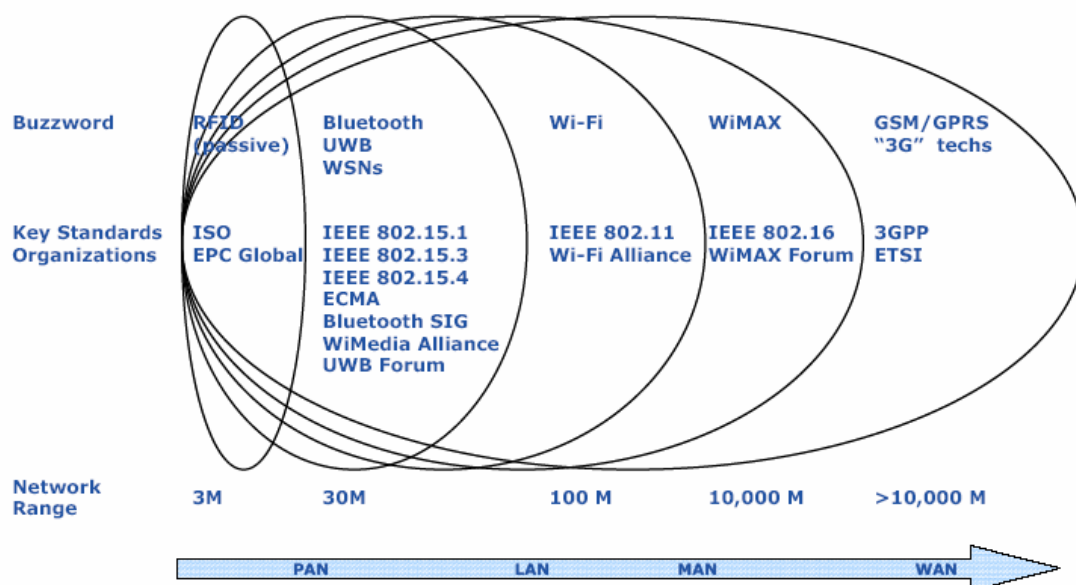 Buzzword
RFID
(passive)
Bluetooth
UWB
WSNs
Wi-Fi
WiMAX
GSM/GPRS
“3G” techs
Key Standards
Organizations
ISO
EPC Global
IEEE 802.15.1
IEEE 802.15.3
IEEE 802.15.4
ECMA
Bluetooth SIG
WiMedia Alliance
UWB Forum
IEEE 802.11
Wi-Fi Alliance
IEEE 802.16
WiMAX Forum
3GPP
ETSI
Network
Range
3M
30M
100 M
10,000 M
>10,000 M
PAN
LAN
MAN
WAN